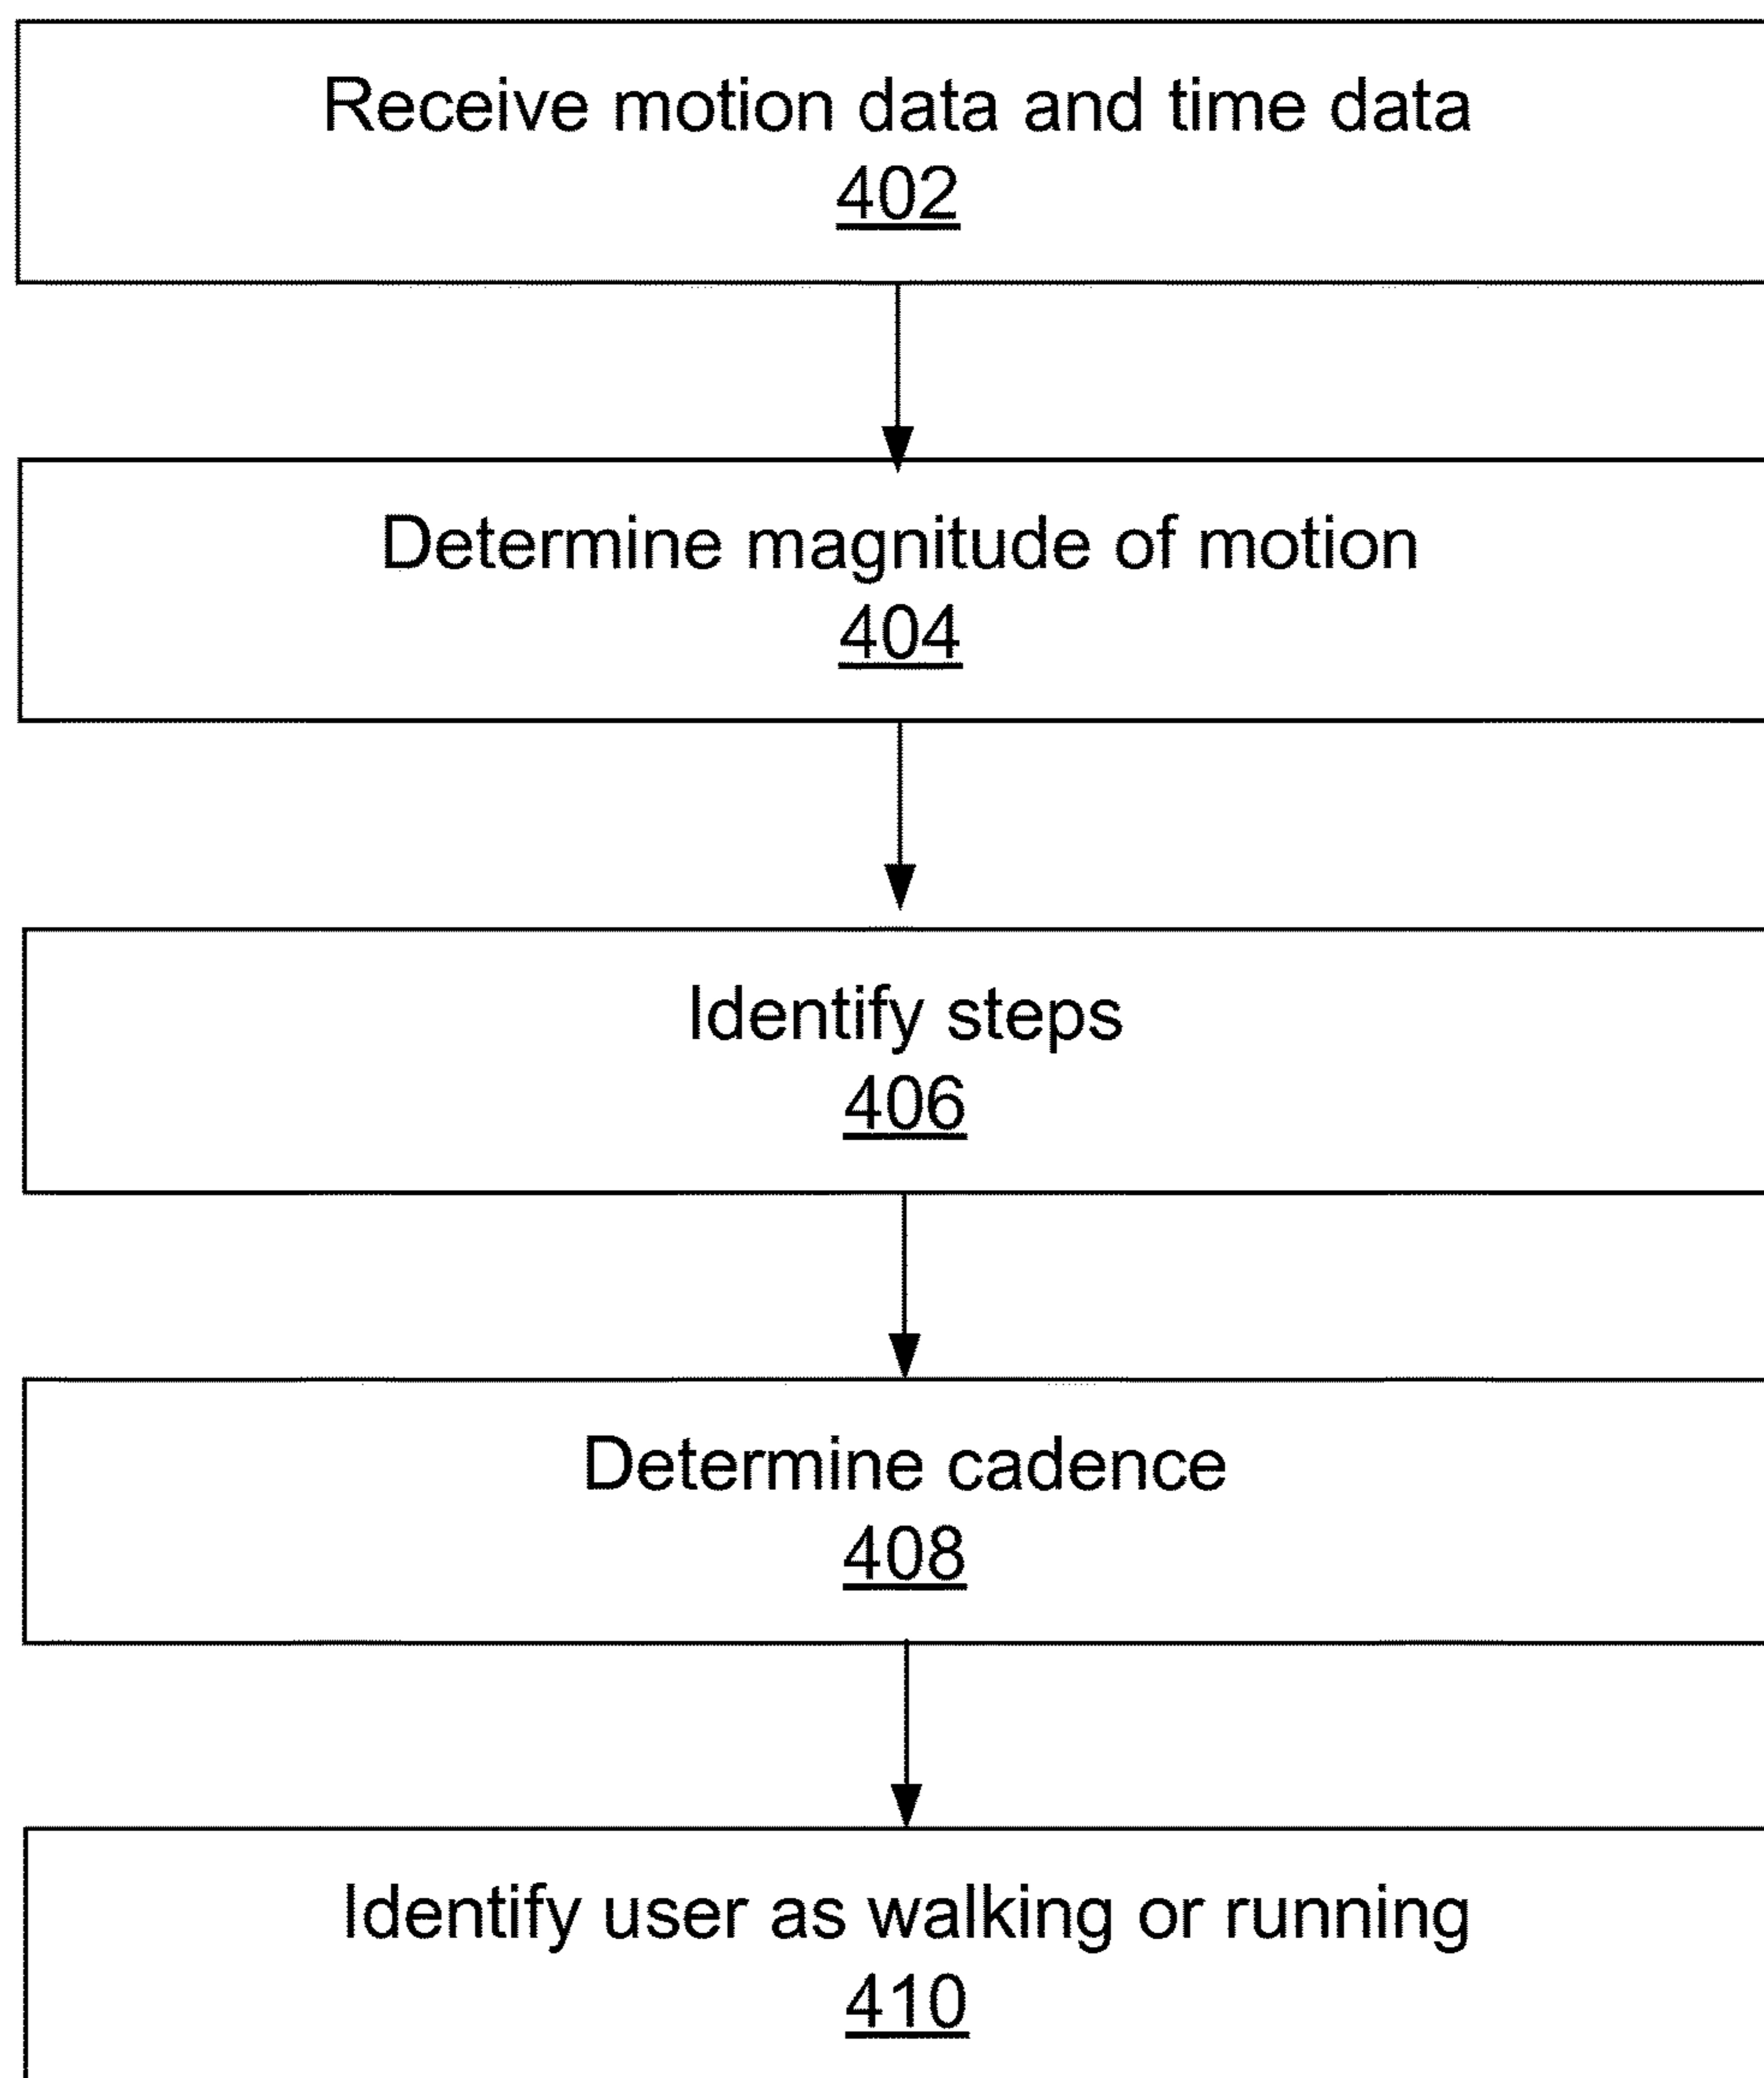 Receive motion data and time data
402
Determine magnitude of motion
404
Identify steps
406
Determine cadence
408
Identify user as walking or running
410